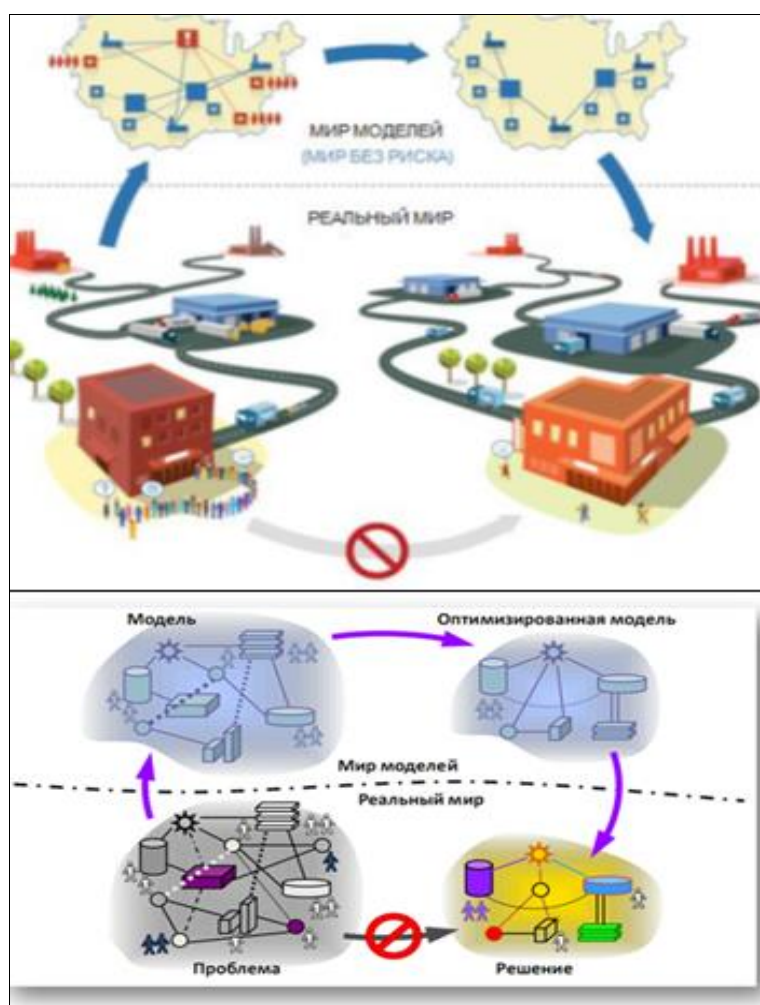 МИР МОДЕЛЕЙ
(МИР БЕЗ РИСКА)
РЕАЛЬНЫЙ МИР
Модель
Оптимизированная модель
Мир моделей
Реальный мир
Проблема
Решение